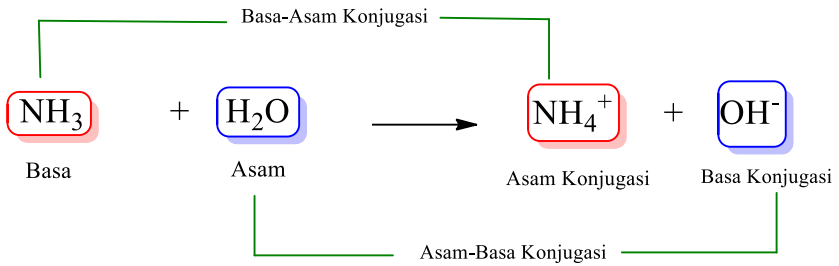 Basa-Asam Konjugasi
NH₃ + H₂O → NH₄⁺ + OH⁻
Basa Asam Asam Konjugasi Basa Konjugasi
Asam-Basa Konjugasi